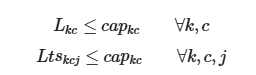 L_{kc} ≤ cap_{kc} ∀k, c
Lts_{kcj} ≤ cap_{kc} ∀k, c, j